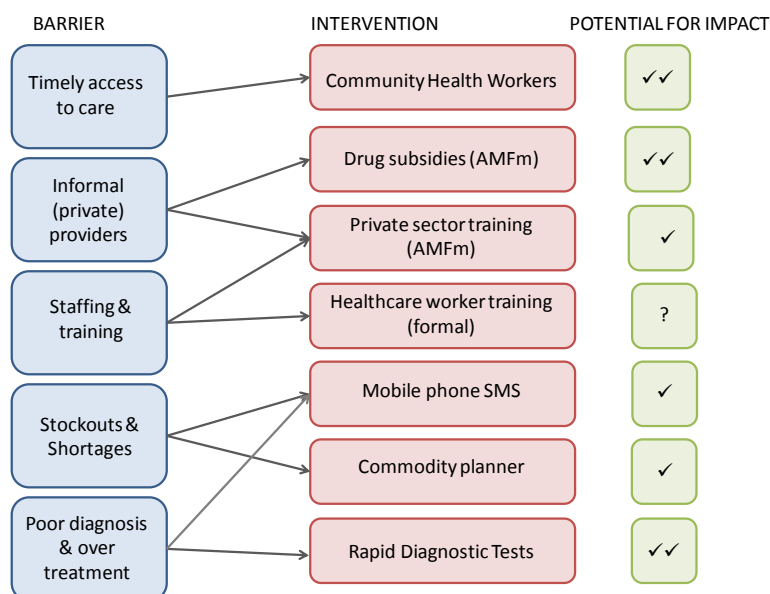 BARRIER INTERVENTION POTENTIAL FOR IMPACT
Timely access
to care
Community Health Workers
✓✓
Informal
(private)
providers
Drug subsidies (AMFm)
✓✓
Private sector training
(AMFm)
✓
Staffing &
training
Healthcare worker training
(formal)
?
Stockouts &
Shortages
Mobile phone SMS
✓
Commodity planner
✓
Poor diagnosis
& over
treatment
Rapid Diagnostic Tests
✓✓